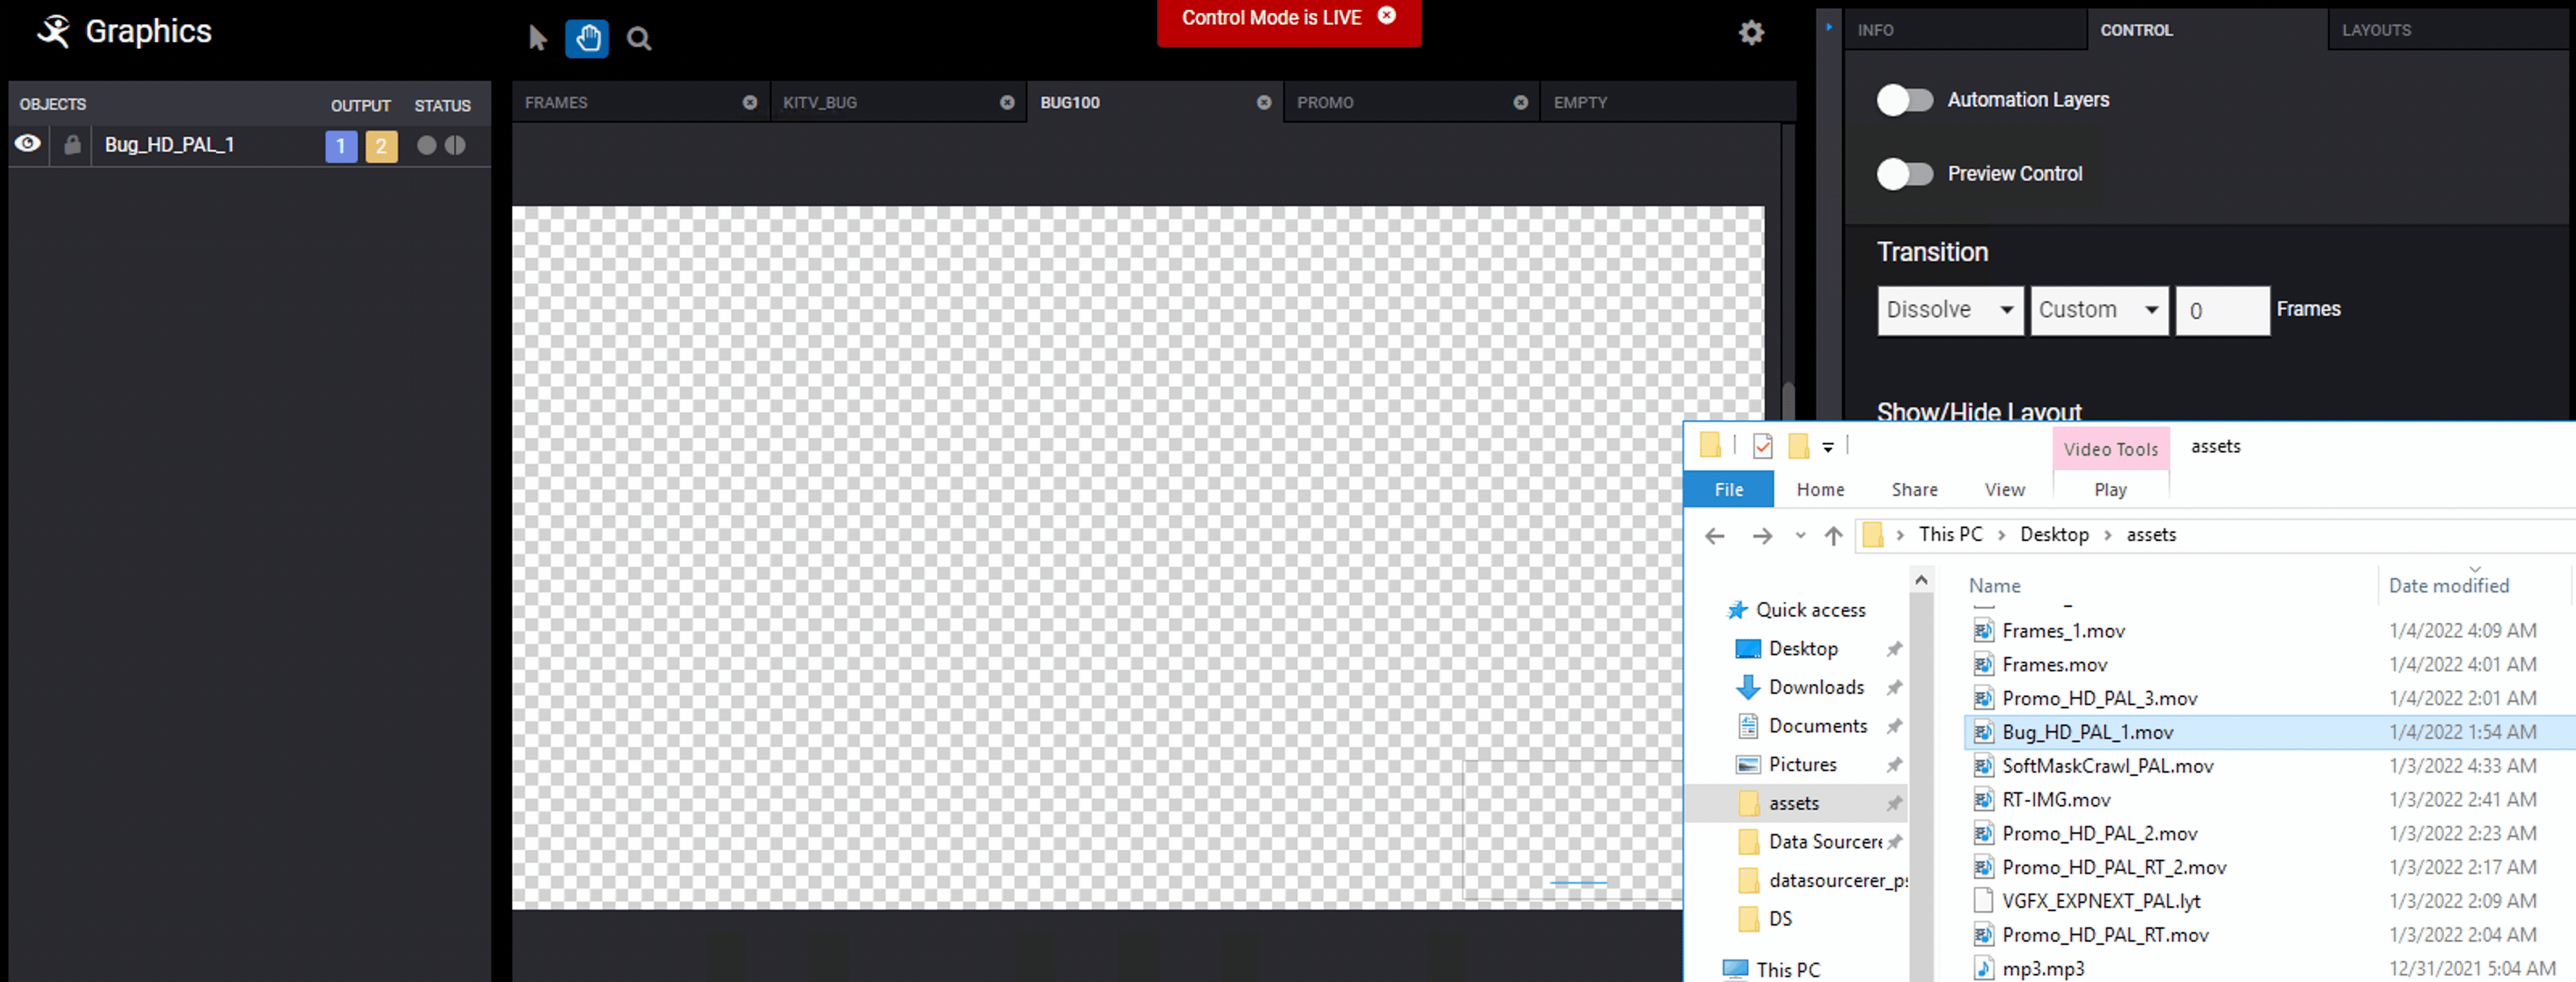 Graphics
Control Mode is LIVE
INFO
CONTROL
LAYOUTS
OBJECTS
OUTPUT
STATUS
Bug_HD_PAL_1
1
2
FRAMES
KITV_BUG
BUG100
PROMO
EMPTY
Automation Layers
Preview Control
Transition
Dissolve
Custom
0
Frames
Show/Hide Layout
Video Tools
assets
File
Home
Share
View
Play
This PC
Desktop
assets
Quick access
Desktop
Downloads
Documents
Pictures
assets
Data Sourcere
datasourcerer_ps
DS
This PC
Name
Date modified
Frames_1.mov
1/4/2022 4:09 AM
Frames.mov
1/4/2022 4:01 AM
Promo_HD_PAL_3.mov
1/4/2022 2:01 AM
Bug_HD_PAL_1.mov
1/4/2022 1:54 AM
SoftMaskCrawl_PAL.mov
1/3/2022 4:33 AM
RT-IMG.mov
1/3/2022 2:41 AM
Promo_HD_PAL_2.mov
1/3/2022 2:23 AM
Promo_HD_PAL_RT_2.mov
1/3/2022 2:17 AM
VGFX_EXPNEXT_PAL.lyt
1/3/2022 2:09 AM
Promo_HD_PAL_RT.mov
1/3/2022 2:04 AM
mp3.mp3
12/31/2021 5:04 AM